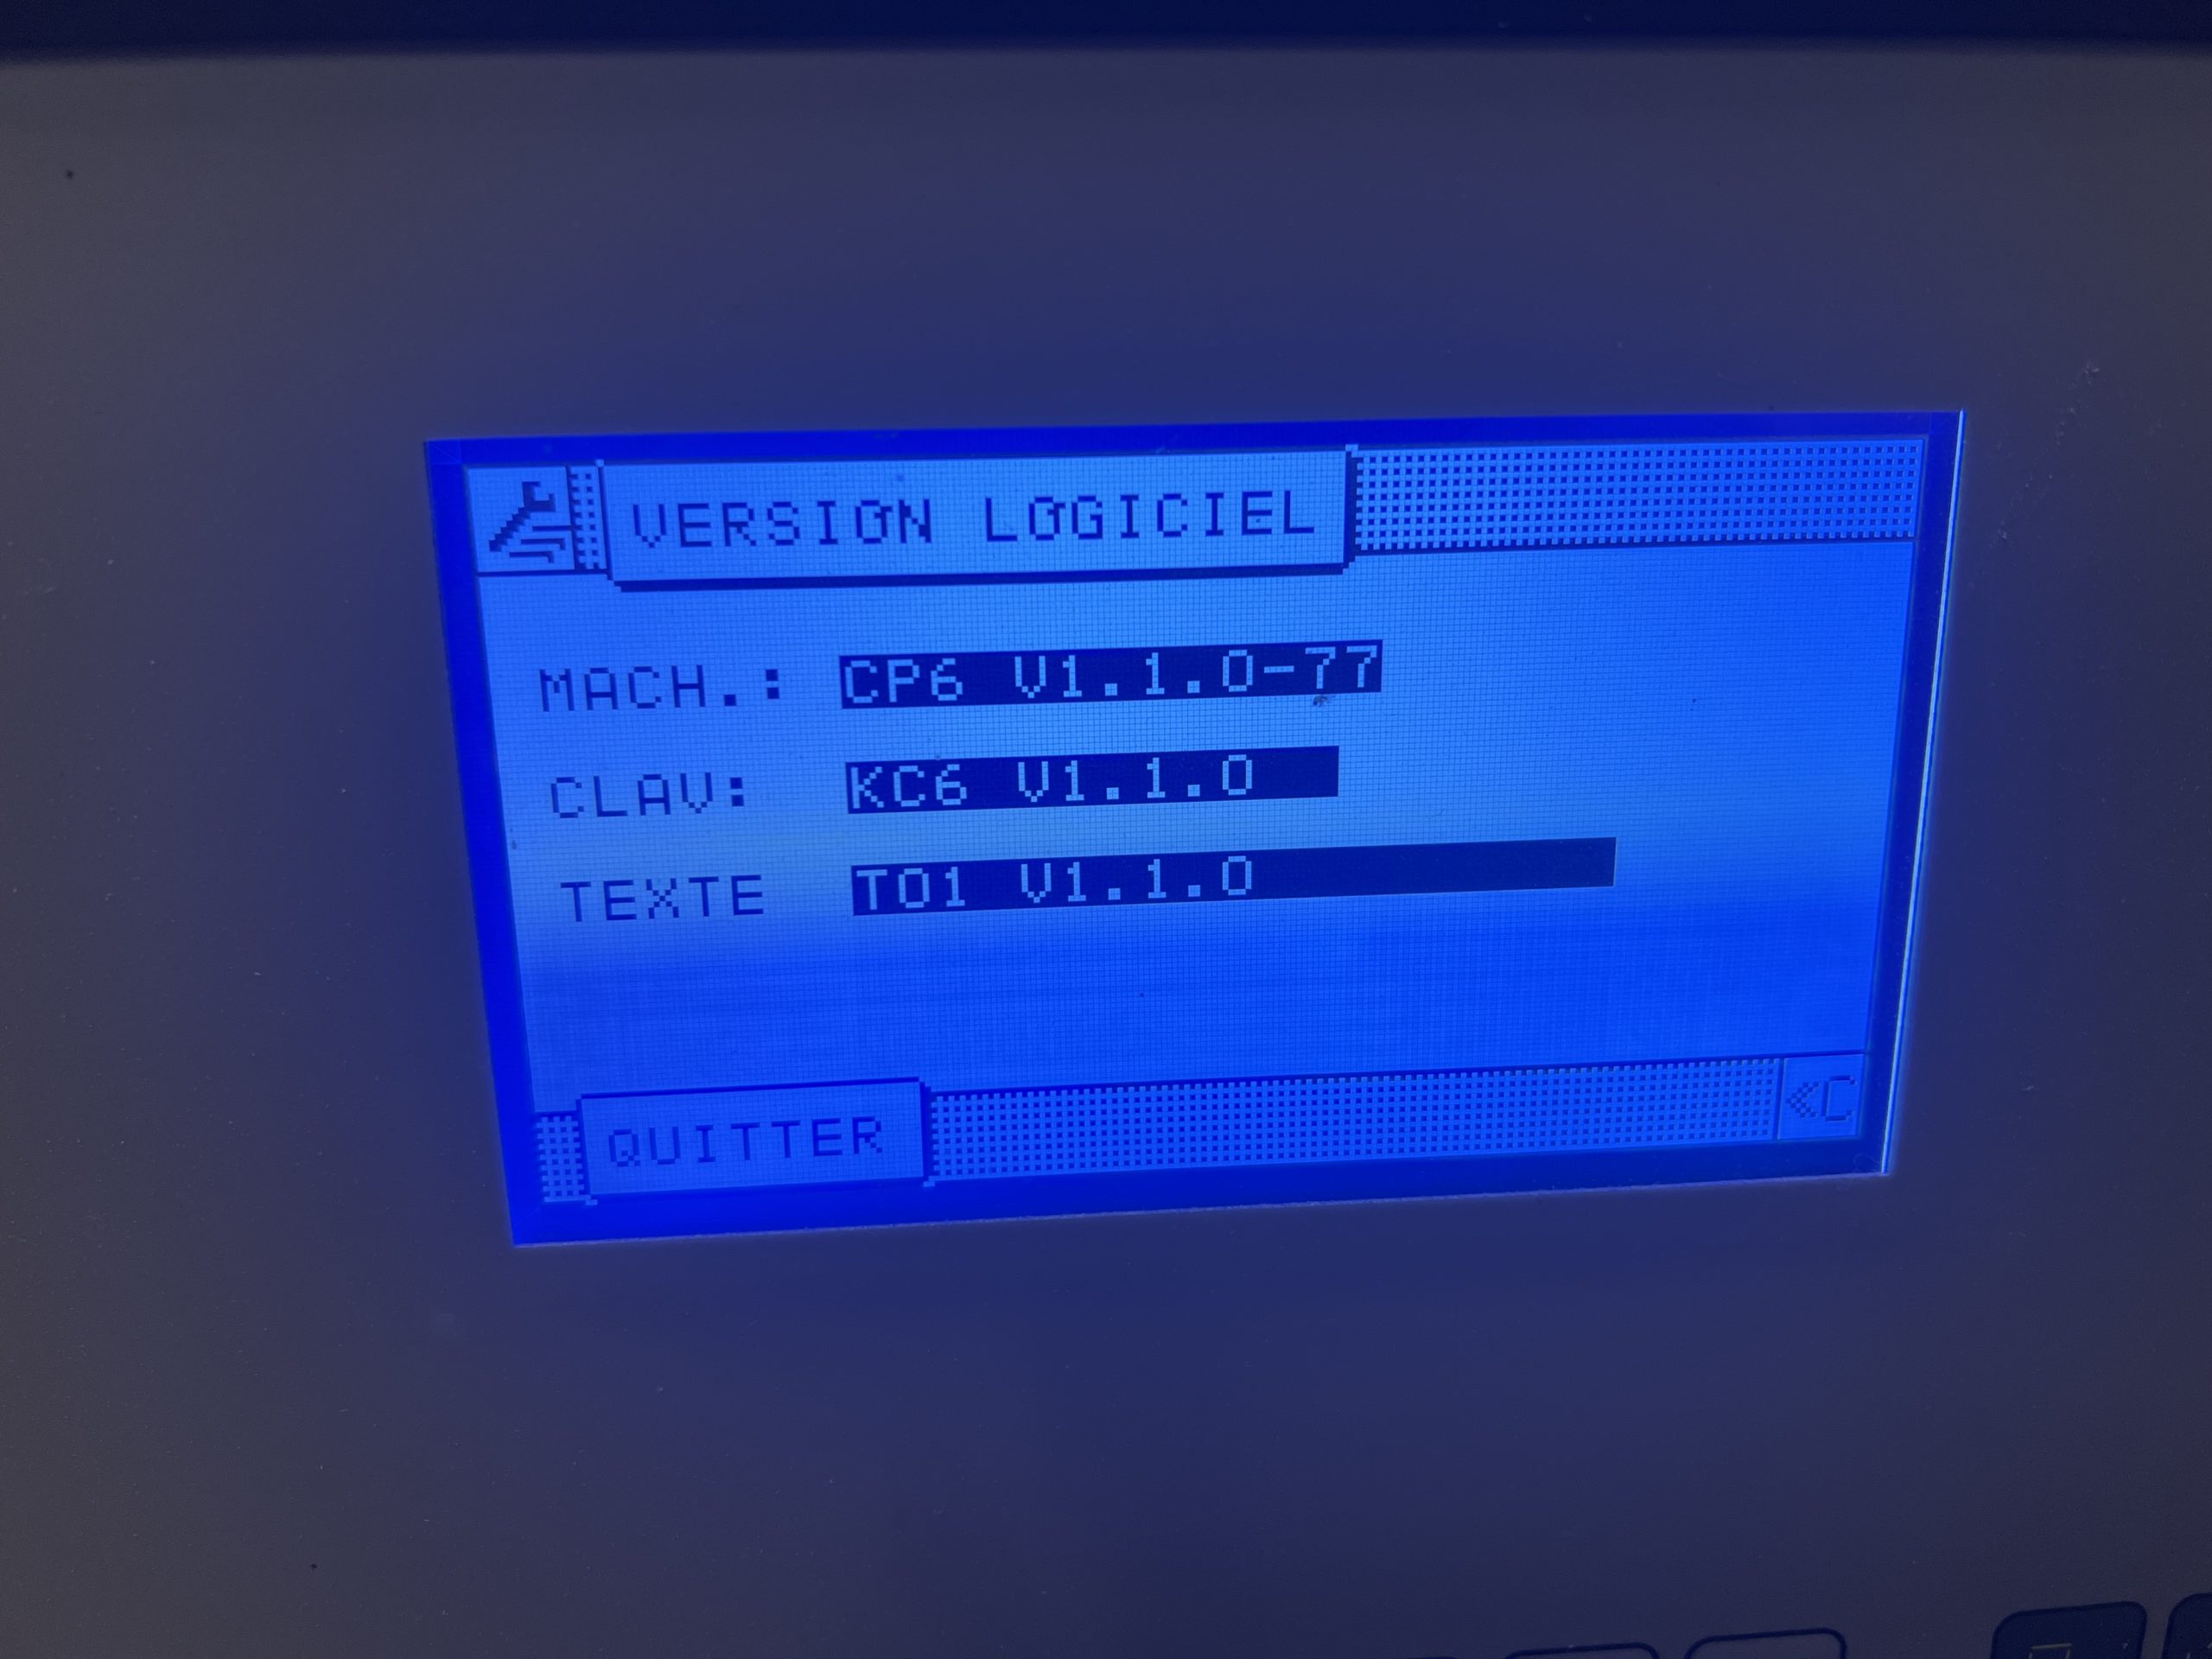 VERSION LOGICIEL
MACH.: CP6 V1.1.0-77
CLAV: KC6 V1.1.0
TEXTE T01 V1.1.0
QUITTER
«C